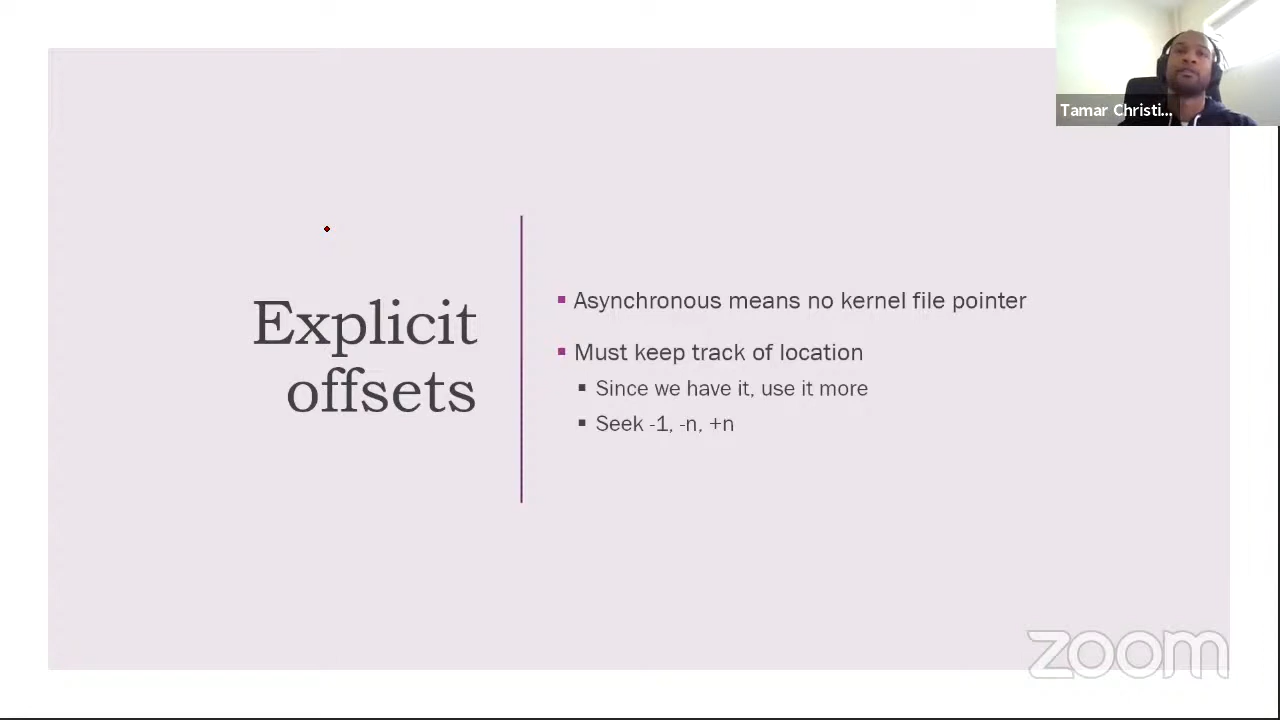 Tamar Christi...
Explicit
offsets
Asynchronous means no kernel file pointer
Must keep track of location
Since we have it, use it more
Seek -1, -n, +n
zoom